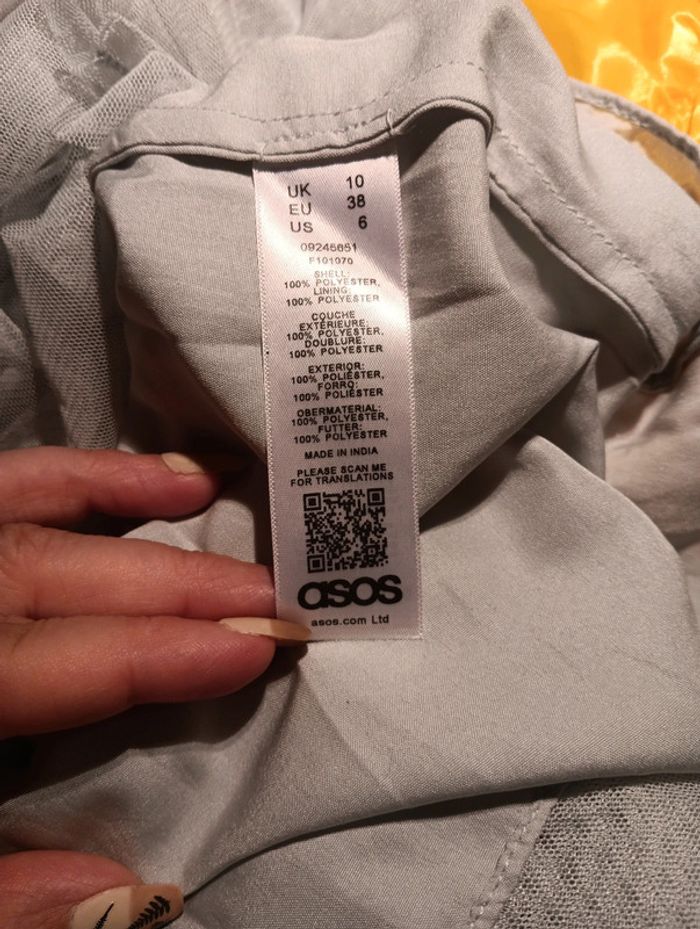 UK 10
EU 38
US 6
09246651
F101070
SHELL:
100% POLYESTER,
LINING:
100% POLYESTER
COUCHE
EXTÉRIEURE:
100% POLYESTER,
DOUBLURE:
100% POLYESTER
EXTERIOR:
100% POLIÉSTER,
FORRO:
100% POLIÉSTER
OBERMATERIAL:
100% POLYESTER,
FUTTER:
100% POLYESTER
MADE IN INDIA
PLEASE SCAN ME
FOR TRANSLATIONS
asos
asos.com Ltd